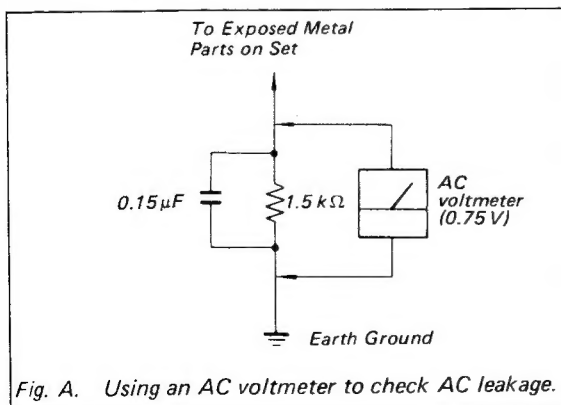 To Exposed Metal
Parts on Set
0.15μF
1.5 kΩ
AC
voltmeter
(0.75 V)
Earth Ground
Fig. A. Using an AC voltmeter to check AC leakage.